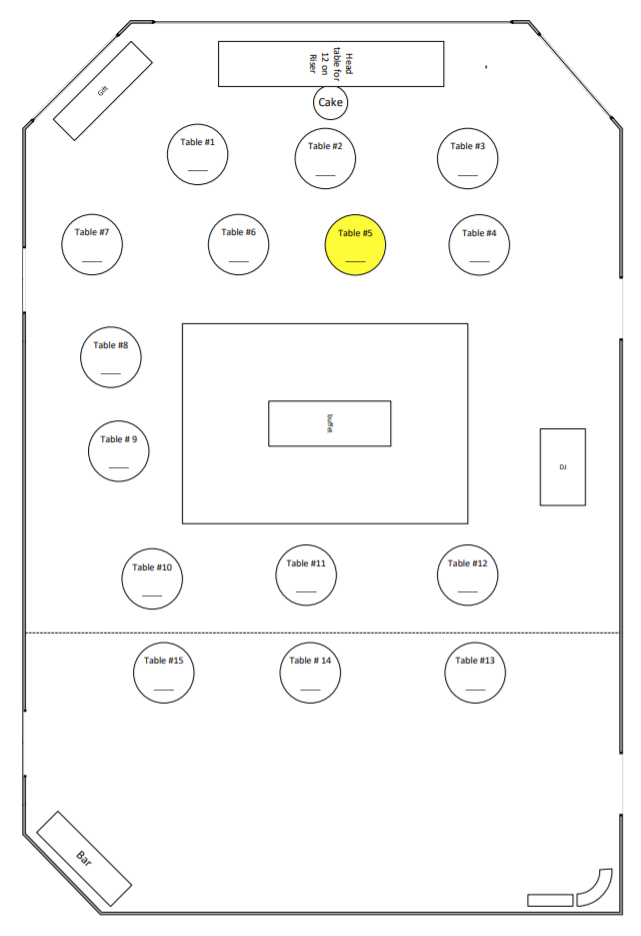 Head
table for
12 on
Riser
Gift
Cake
Table #1
____
Table #2
____
Table #3
____
Table #7
____
Table #6
____
Table #5
____
Table #4
____
Table #8
____
Table # 9
____
buffet
DJ
Table #10
____
Table #11
____
Table #12
____
Table #15
____
Table # 14
____
Table #13
____
Bar